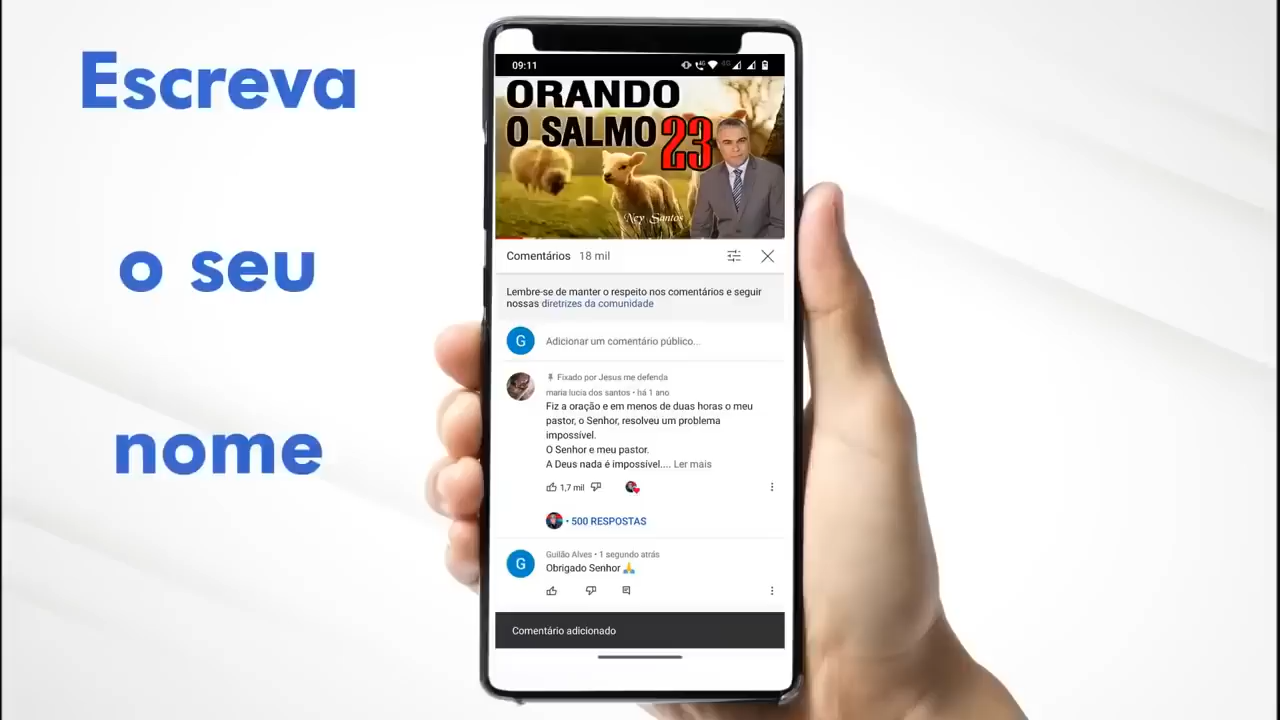 Escreva
o seu
nome
09:11
4G
ORANDO
O SALMO 23
Ney Santos
Comentários 18 mil
Lembre-se de manter o respeito nos comentários e seguir
nossas diretrizes da comunidade
G
Adicionar um comentário público...
Fixado por Jesus me defenda
maria lucia dos santos • há 1 ano
Fiz a oração e em menos de duas horas o meu
pastor, o Senhor, resolveu um problema
impossível.
O Senhor e meu pastor.
A Deus nada é impossível.... Ler mais
1,7 mil
• 500 RESPOSTAS
G
Guilão Alves • 1 segundo atrás
Obrigado Senhor 🙏
Comentário adicionado